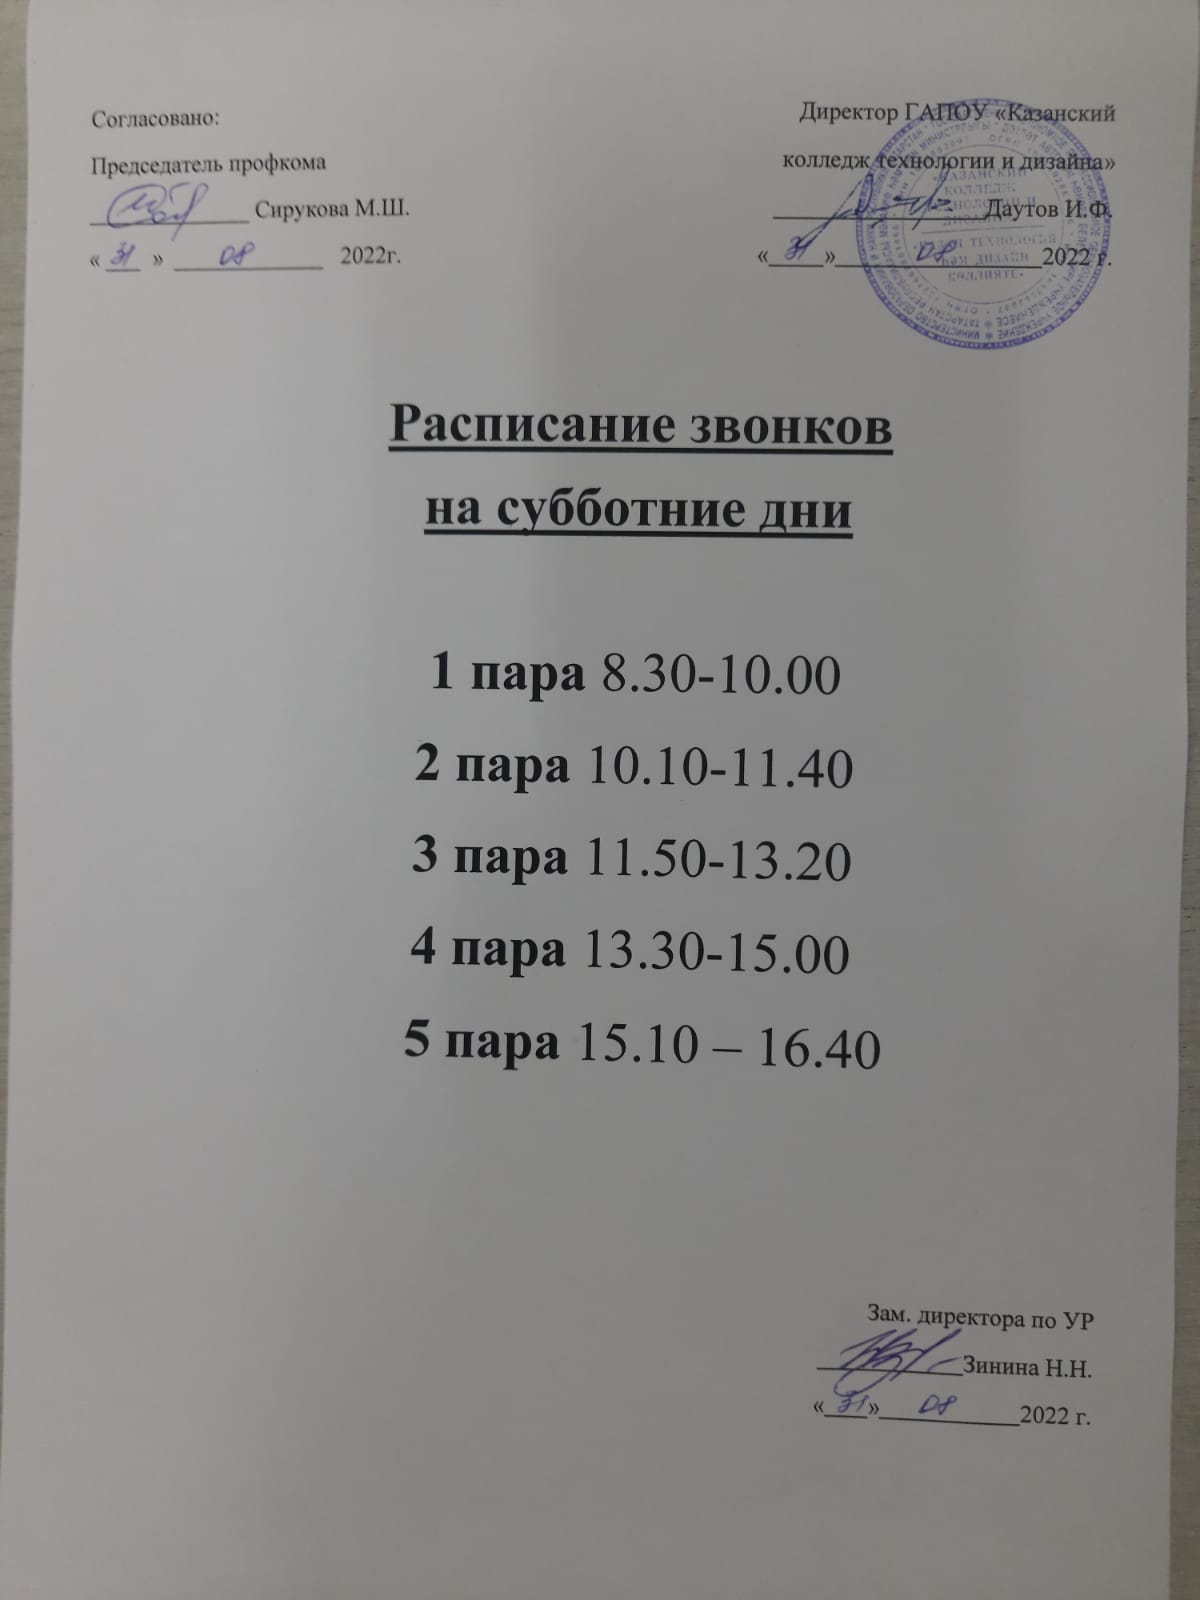 Согласовано:
Председатель профкома
Сирукова М.Ш.
« 31 » 08 2022г.
Директор ГАПОУ «Казанский
колледж технологии и дизайна»
Даутов И.Ф.
« 31 » 08 2022 г.
КАЗАНСКИЙ
КОЛЛЕДЖ
ТЕХНОЛОГИИ И
ДИЗАЙНА
Расписание звонков
на субботние дни
1 пара 8.30-10.00
2 пара 10.10-11.40
3 пара 11.50-13.20
4 пара 13.30-15.00
5 пара 15.10 – 16.40
Зам. директора по УР
Зинина Н.Н.
« 31 » 08 2022 г.